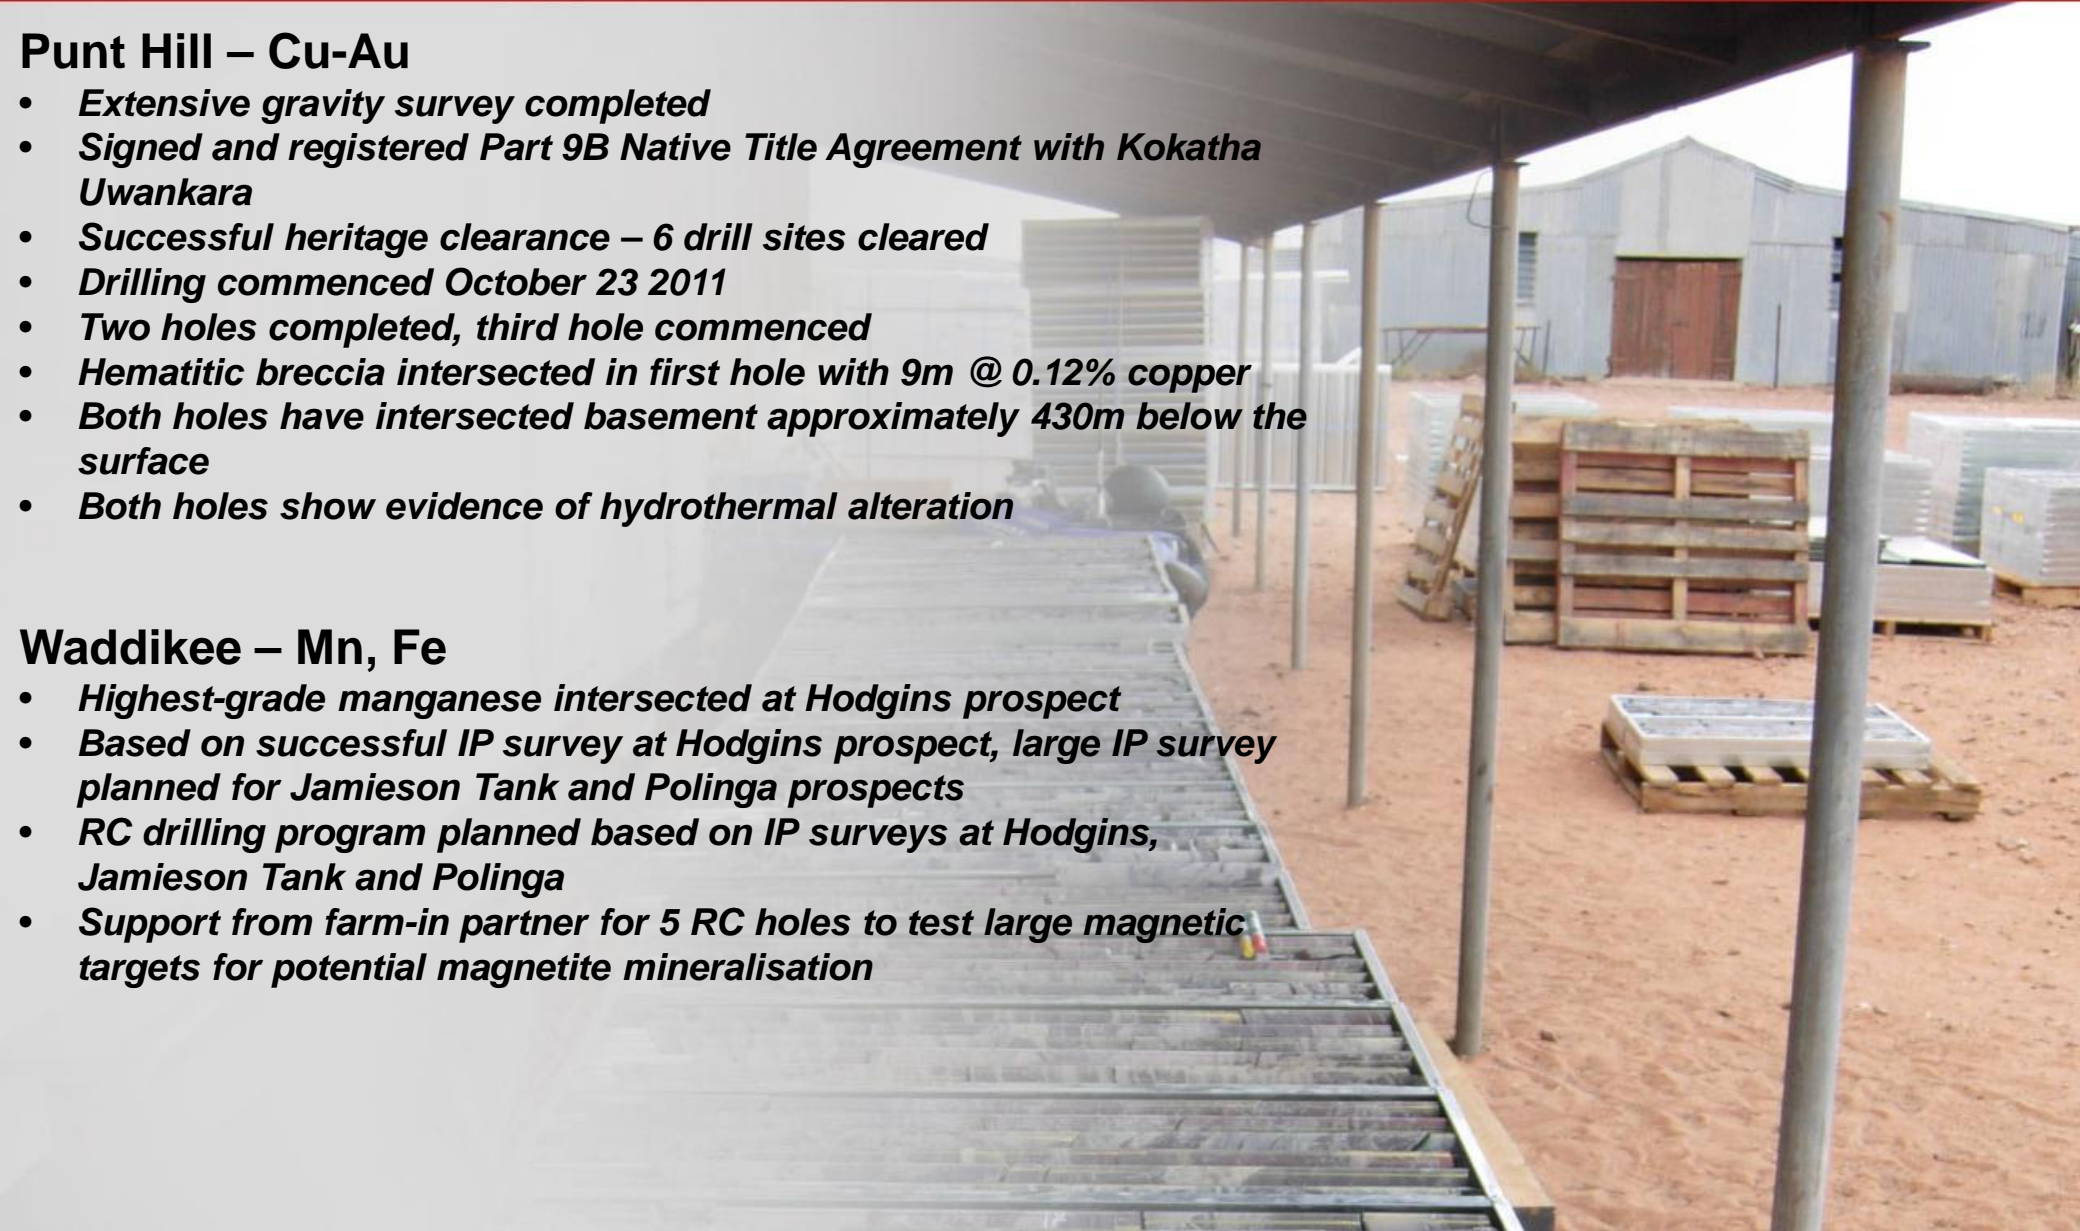 Punt Hill – Cu-Au
• Extensive gravity survey completed
• Signed and registered Part 9B Native Title Agreement with Kokatha
Uwankara
• Successful heritage clearance – 6 drill sites cleared
• Drilling commenced October 23 2011
• Two holes completed, third hole commenced
• Hematitic breccia intersected in first hole with 9m @ 0.12% copper
• Both holes have intersected basement approximately 430m below the
surface
• Both holes show evidence of hydrothermal alteration
Waddikee – Mn, Fe
• Highest-grade manganese intersected at Hodgins prospect
• Based on successful IP survey at Hodgins prospect, large IP survey
planned for Jamieson Tank and Polinga prospects
• RC drilling program planned based on IP surveys at Hodgins,
Jamieson Tank and Polinga
• Support from farm-in partner for 5 RC holes to test large magnetic
targets for potential magnetite mineralisation